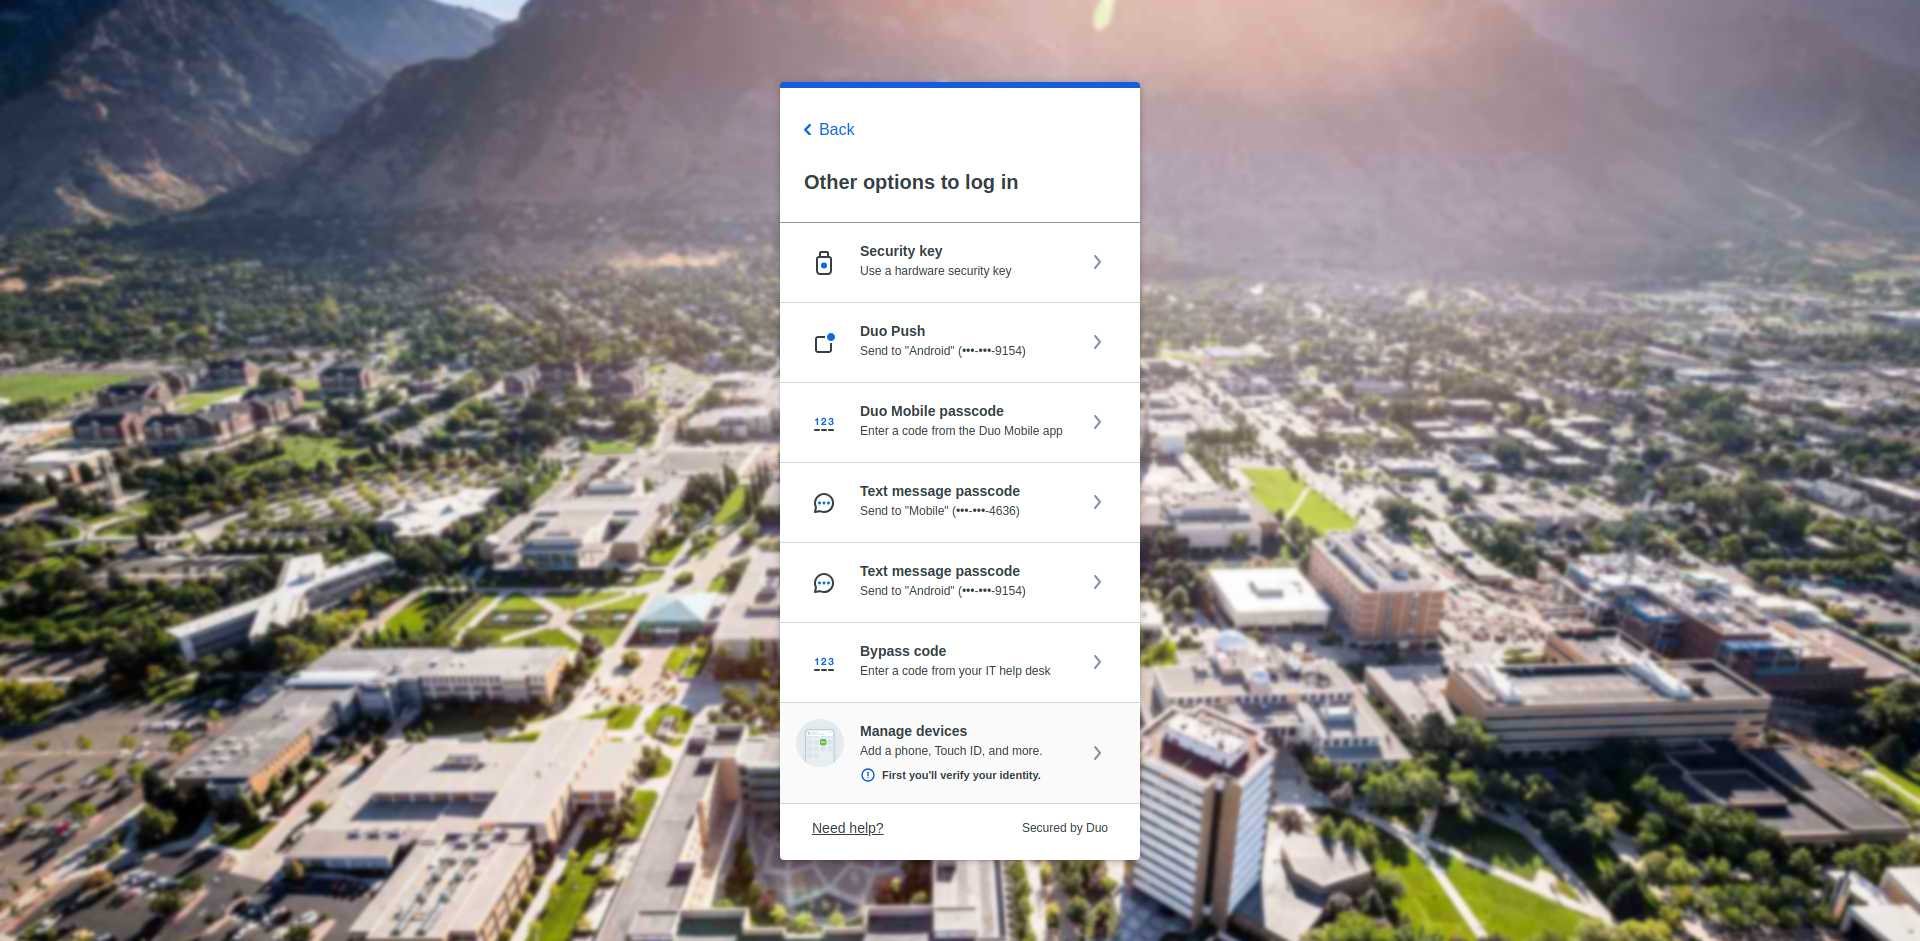 Back
Other options to log in
Security key
Use a hardware security key
Duo Push
Send to "Android" (•••-•••-9154)
123
Duo Mobile passcode
Enter a code from the Duo Mobile app
Text message passcode
Send to "Mobile" (•••-•••-4636)
Text message passcode
Send to "Android" (•••-•••-9154)
123
Bypass code
Enter a code from your IT help desk
Manage devices
Add a phone, Touch ID, and more.
First you'll verify your identity.
Need help?
Secured by Duo